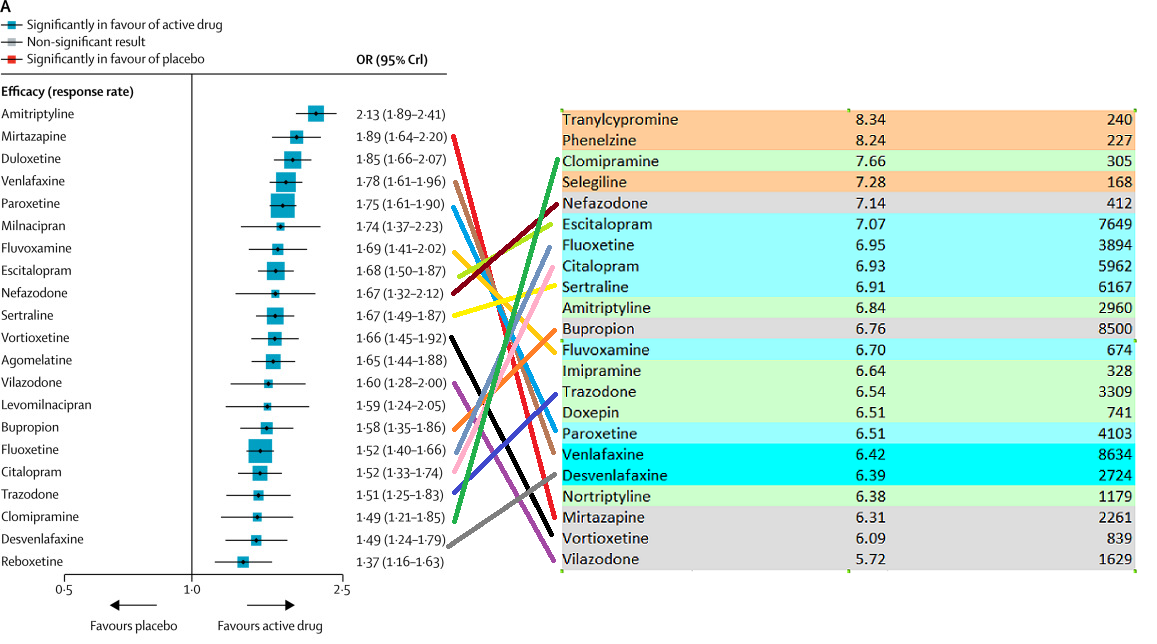 A
Significantly in favour of active drug
Non-significant result
Significantly in favour of placebo
OR (95% CrI)
Efficacy (response rate)
Amitriptyline 2·13 (1·89–2·41)
Mirtazapine 1·89 (1·64–2·20)
Duloxetine 1·85 (1·66–2·07)
Venlafaxine 1·78 (1·61–1·96)
Paroxetine 1·75 (1·61–1·90)
Milnacipran 1·74 (1·37–2·23)
Fluvoxamine 1·69 (1·41–2·02)
Escitalopram 1·68 (1·50–1·87)
Nefazodone 1·67 (1·32–2·12)
Sertraline 1·67 (1·49–1·87)
Vortioxetine 1·66 (1·45–1·92)
Agomelatine 1·65 (1·44–1·88)
Vilazodone 1·60 (1·28–2·00)
Levomilnacipran 1·59 (1·24–2·05)
Bupropion 1·58 (1·35–1·86)
Fluoxetine 1·52 (1·40–1·66)
Citalopram 1·52 (1·33–1·74)
Trazodone 1·51 (1·25–1·83)
Clomipramine 1·49 (1·21–1·85)
Desvenlafaxine 1·49 (1·24–1·79)
Reboxetine 1·37 (1·16–1·63)
0·5 1·0 2·5
Favours placebo Favours active drug
Tranylcypromine 8.34 240
Phenelzine 8.24 227
Clomipramine 7.66 305
Selegiline 7.28 168
Nefazodone 7.14 412
Escitalopram 7.07 7649
Fluoxetine 6.95 3894
Citalopram 6.93 5962
Sertraline 6.91 6167
Amitriptyline 6.84 2960
Bupropion 6.76 8500
Fluvoxamine 6.70 674
Imipramine 6.64 328
Trazodone 6.54 3309
Doxepin 6.51 741
Paroxetine 6.51 4103
Venlafaxine 6.42 8634
Desvenlafaxine 6.39 2724
Nortriptyline 6.38 1179
Mirtazapine 6.31 2261
Vortioxetine 6.09 839
Vilazodone 5.72 1629